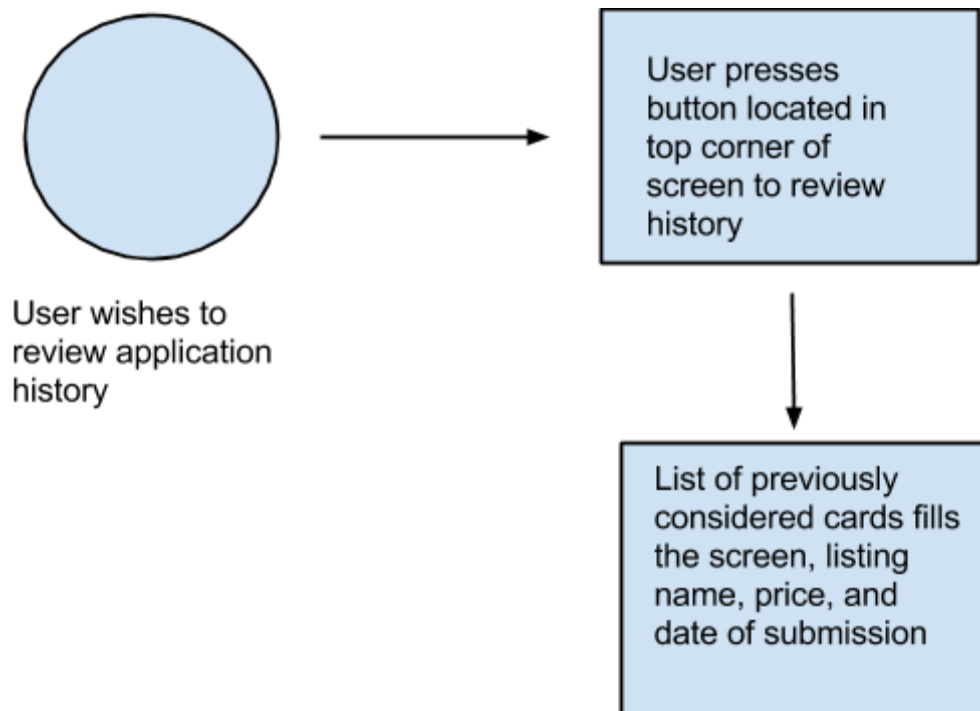 User wishes to
review application
history
User presses
button located in
top corner of
screen to review
history
List of previously
considered cards fills
the screen, listing
name, price, and
date of submission